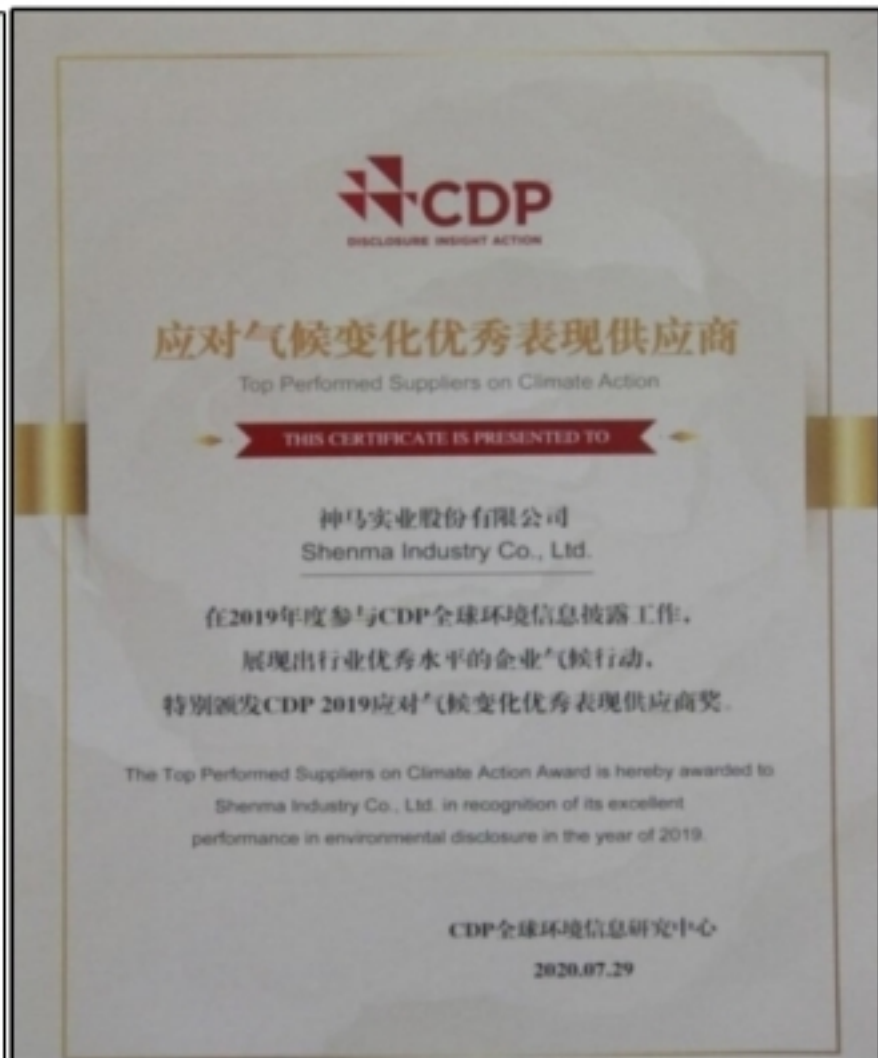 CDP
DISCLOSURE INSIGHT ACTION
应对气候变化优秀表现供应商
Top Performed Suppliers on Climate Action
THIS CERTIFICATE IS PRESENTED TO
神马实业股份有限公司
Shenma Industry Co., Ltd.
在2019年度参与CDP全球环境信息披露工作，
展现出行业优秀水平的企业气候行动，
特别颁发CDP 2019应对气候变化优秀表现供应商奖。
The Top Performed Suppliers on Climate Action Award is hereby awarded to
Shenma Industry Co., Ltd. in recognition of its excellent
performance in environmental disclosure in the year of 2019.
CDP全球环境信息研究中心
2020.07.29